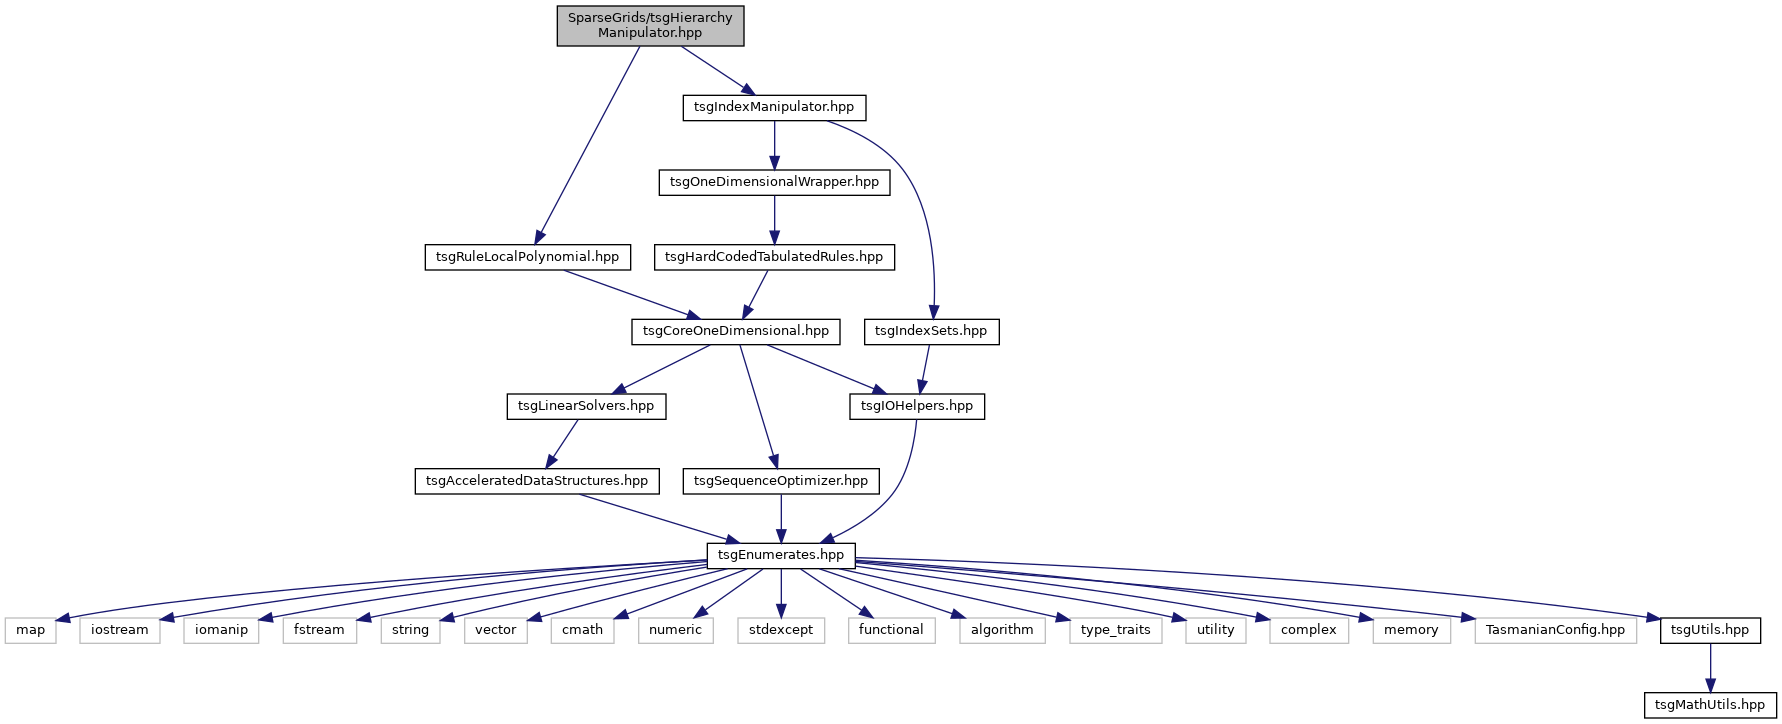 SparseGrids/tsgHierarchy
Manipulator.hpp
tsgIndexManipulator.hpp
tsgOneDimensionalWrapper.hpp
tsgRuleLocalPolynomial.hpp
tsgHardCodedTabulatedRules.hpp
tsgCoreOneDimensional.hpp
tsgIndexSets.hpp
tsgLinearSolvers.hpp
tsgIOHelpers.hpp
tsgAcceleratedDataStructures.hpp
tsgSequenceOptimizer.hpp
tsgEnumerates.hpp
map
iostream
iomanip
fstream
string
vector
cmath
numeric
stdexcept
functional
algorithm
type_traits
utility
complex
memory
TasmanianConfig.hpp
tsgUtils.hpp
tsgMathUtils.hpp